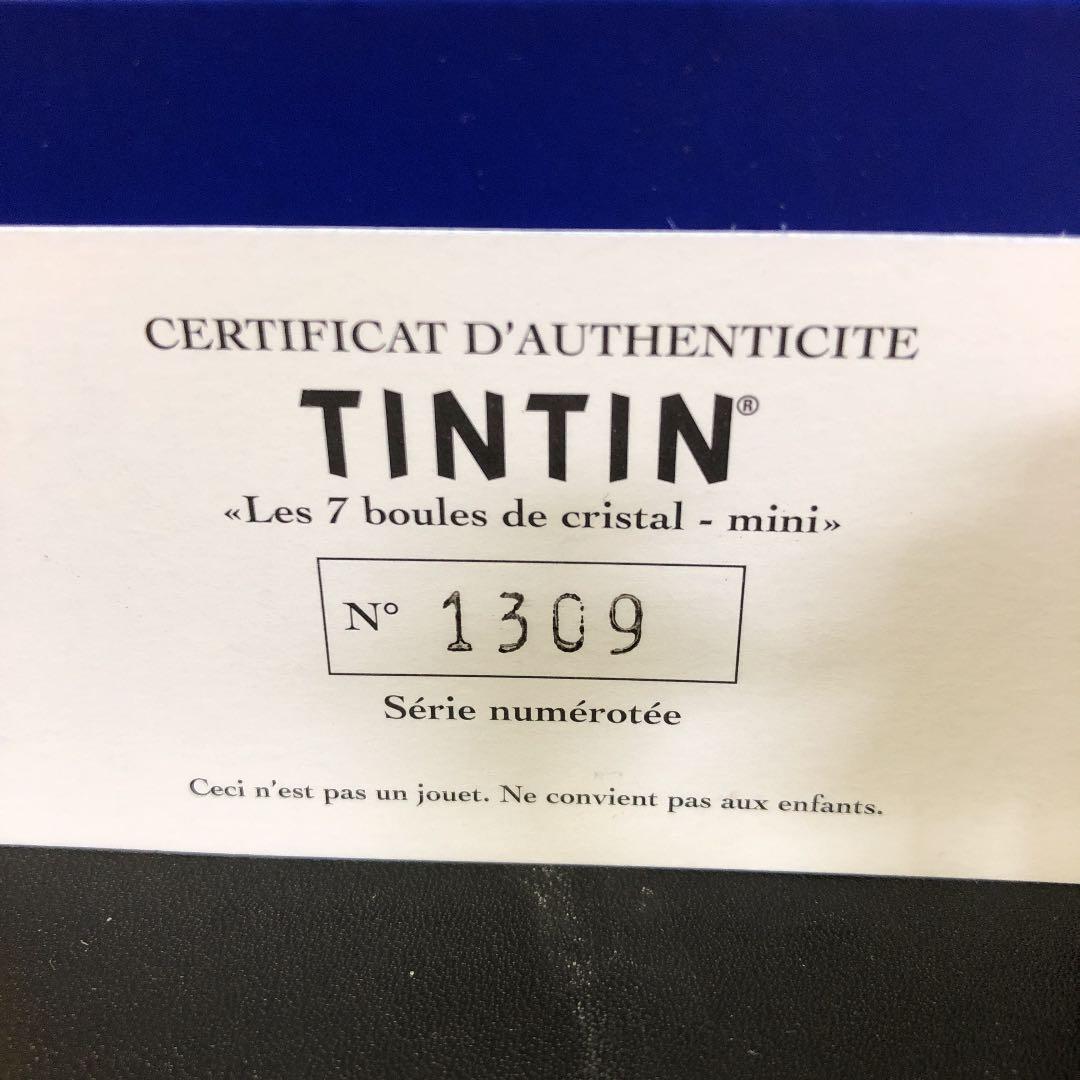 CERTIFICAT D'AUTHENTICITE
TINTIN®
«Les 7 boules de cristal - mini»
N° 1309
Série numérotée
Ceci n'est pas un jouet. Ne convient pas aux enfants.